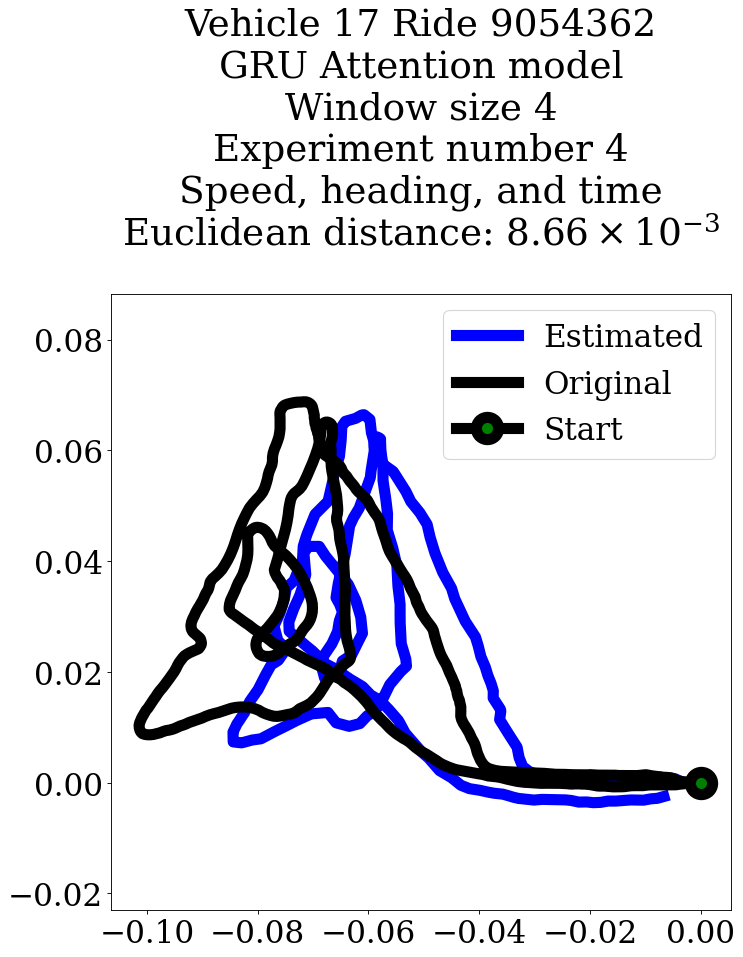 Vehicle 17 Ride 9054362
GRU Attention model
Window size 4
Experiment number 4
Speed, heading, and time
Euclidean distance: 8.66 × 10⁻³
Estimated
Original
Start
0.08
0.06
0.04
0.02
0.00
−0.02
−0.10 −0.08 −0.06 −0.04 −0.02 0.00